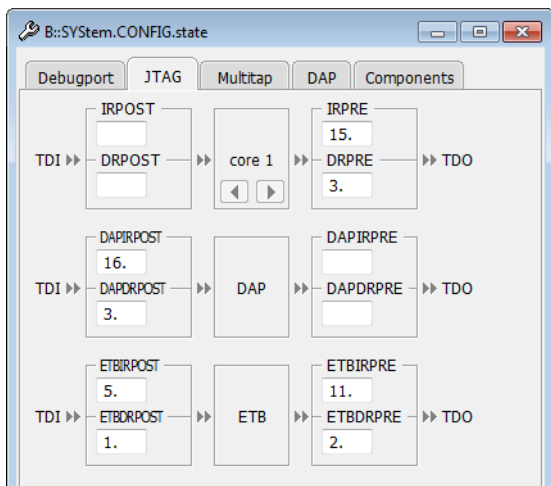 B::SYStem.CONFIG.state
Debugport JTAG Multitap DAP Components
IRPOST IRPRE
15.
TDI DRPOST core 1 DRPRE TDO
3.
DAPIRPOST DAPIRPRE
16.
TDI DAPDRPOST DAP DAPDRPRE TDO
3.
ETBIRPOST ETBIRPRE
5. 11.
TDI ETBDRPOST ETB ETBDRPRE TDO
1. 2.